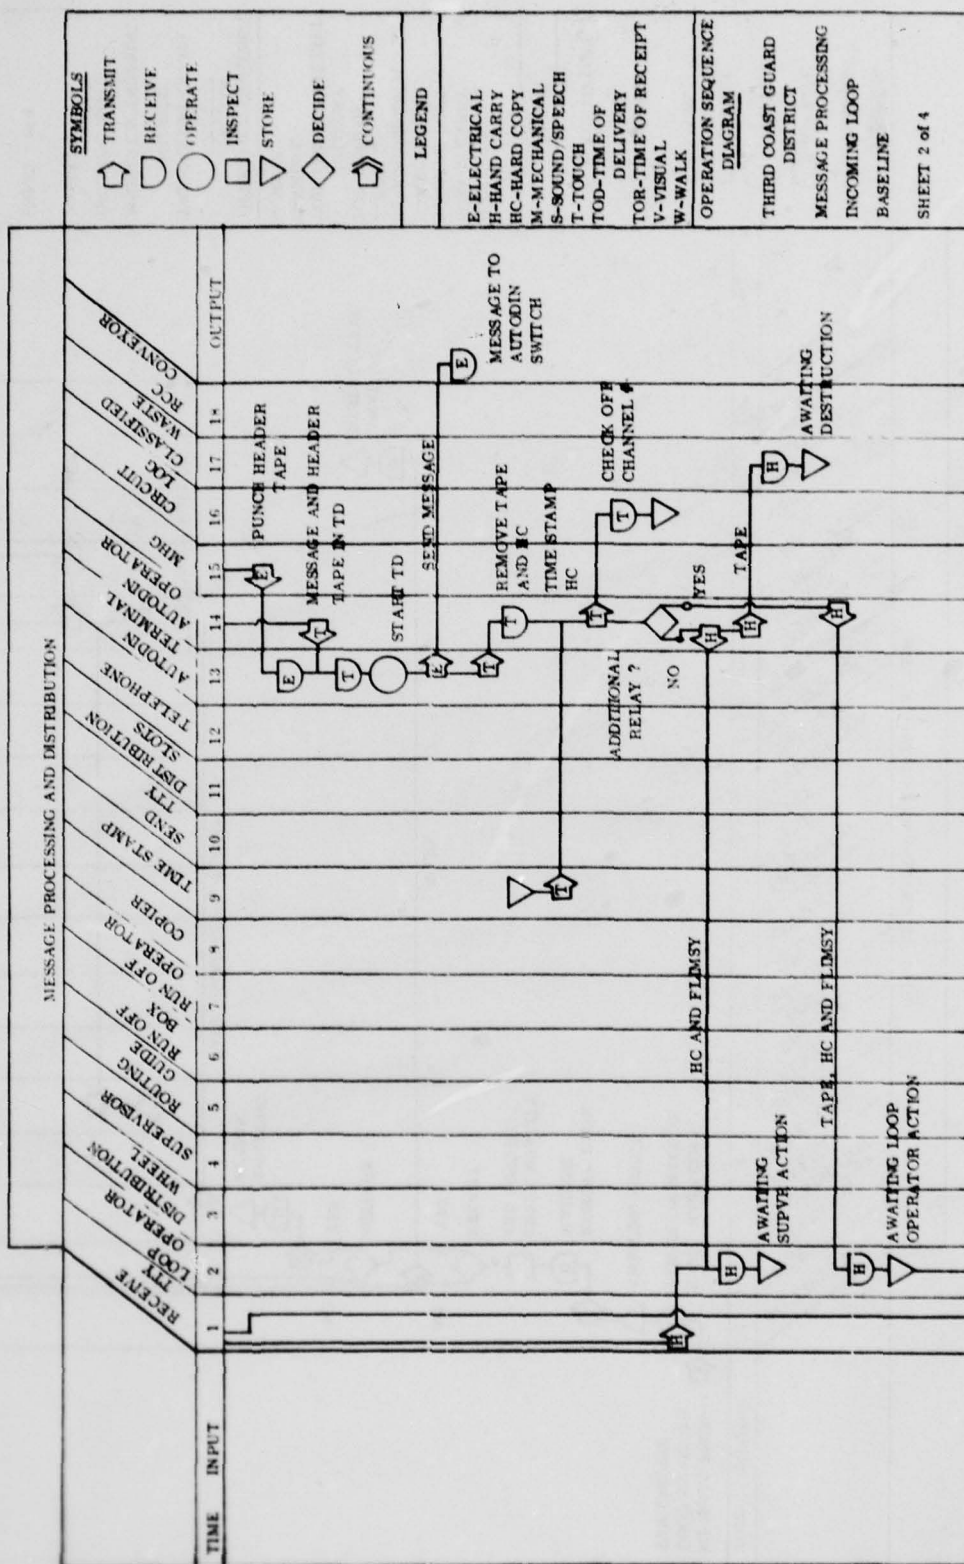 MESSAGE PROCESSING AND DISTRIBUTION
RECEIVE
TTY
LOOP
OPERATOR
DISTRIBUTION
WHEEL
SUPERVISOR
ROUTING
GUIDE
RUN OFF
BOX
RUN OFF
OPERATOR
COPIER
TIME STAMP
SEND
TTY
DISTRIBUTION
SLOTS
TELEPHONE
AUTODIN
TERMINAL
AUTODIN
OPERATOR
MHG
CIRCUIT
LOG
CLASSIFIED
WASTE
RCC
CONVEYOR
TIME INPUT 1 2 3 4 5 6 7 8 9 10 11 12 13 14 15 16 17 18 OUTPUT
E
PUNCH HEADER
TAPE
E
T
MESSAGE AND HEADER
TAPE IN TD
T
START TD
E
SEND MESSAGE
E
MESSAGE TO
AUTODIN
SWITCH
T
T
REMOVE TAPE
AND HC
T
TIME STAMP
HC
T
T
CHECK OFF
CHANNEL #
ADDITIONAL
RELAY ?
NO
YES
H
H
HC AND FLIMSY
H
H
AWAITING
SUPVR ACTION
H
TAPE
H
AWAITING
DESTRUCTION
H
TAPE, HC AND FLIMSY
H
AWAITING LOOP
OPERATOR ACTION
SYMBOLS
TRANSMIT
RECEIVE
OPERATE
INSPECT
STORE
DECIDE
CONTINUOUS
LEGEND
E-ELECTRICAL
H-HAND CARY
HC-HARD COPY
M-MECHANICAL
S-SOUND/SPEECH
T-TOUCH
TOD-TIME OF
DELIVERY
TOR-TIME OF RECEIPT
V-VISUAL
W-WALK
OPERATION SEQUENCE
DIAGRAM
THIRD COAST GUARD
DISTRICT
MESSAGE PROCESSING
INCOMING LOOP
BASELINE
SHEET 2 of 4